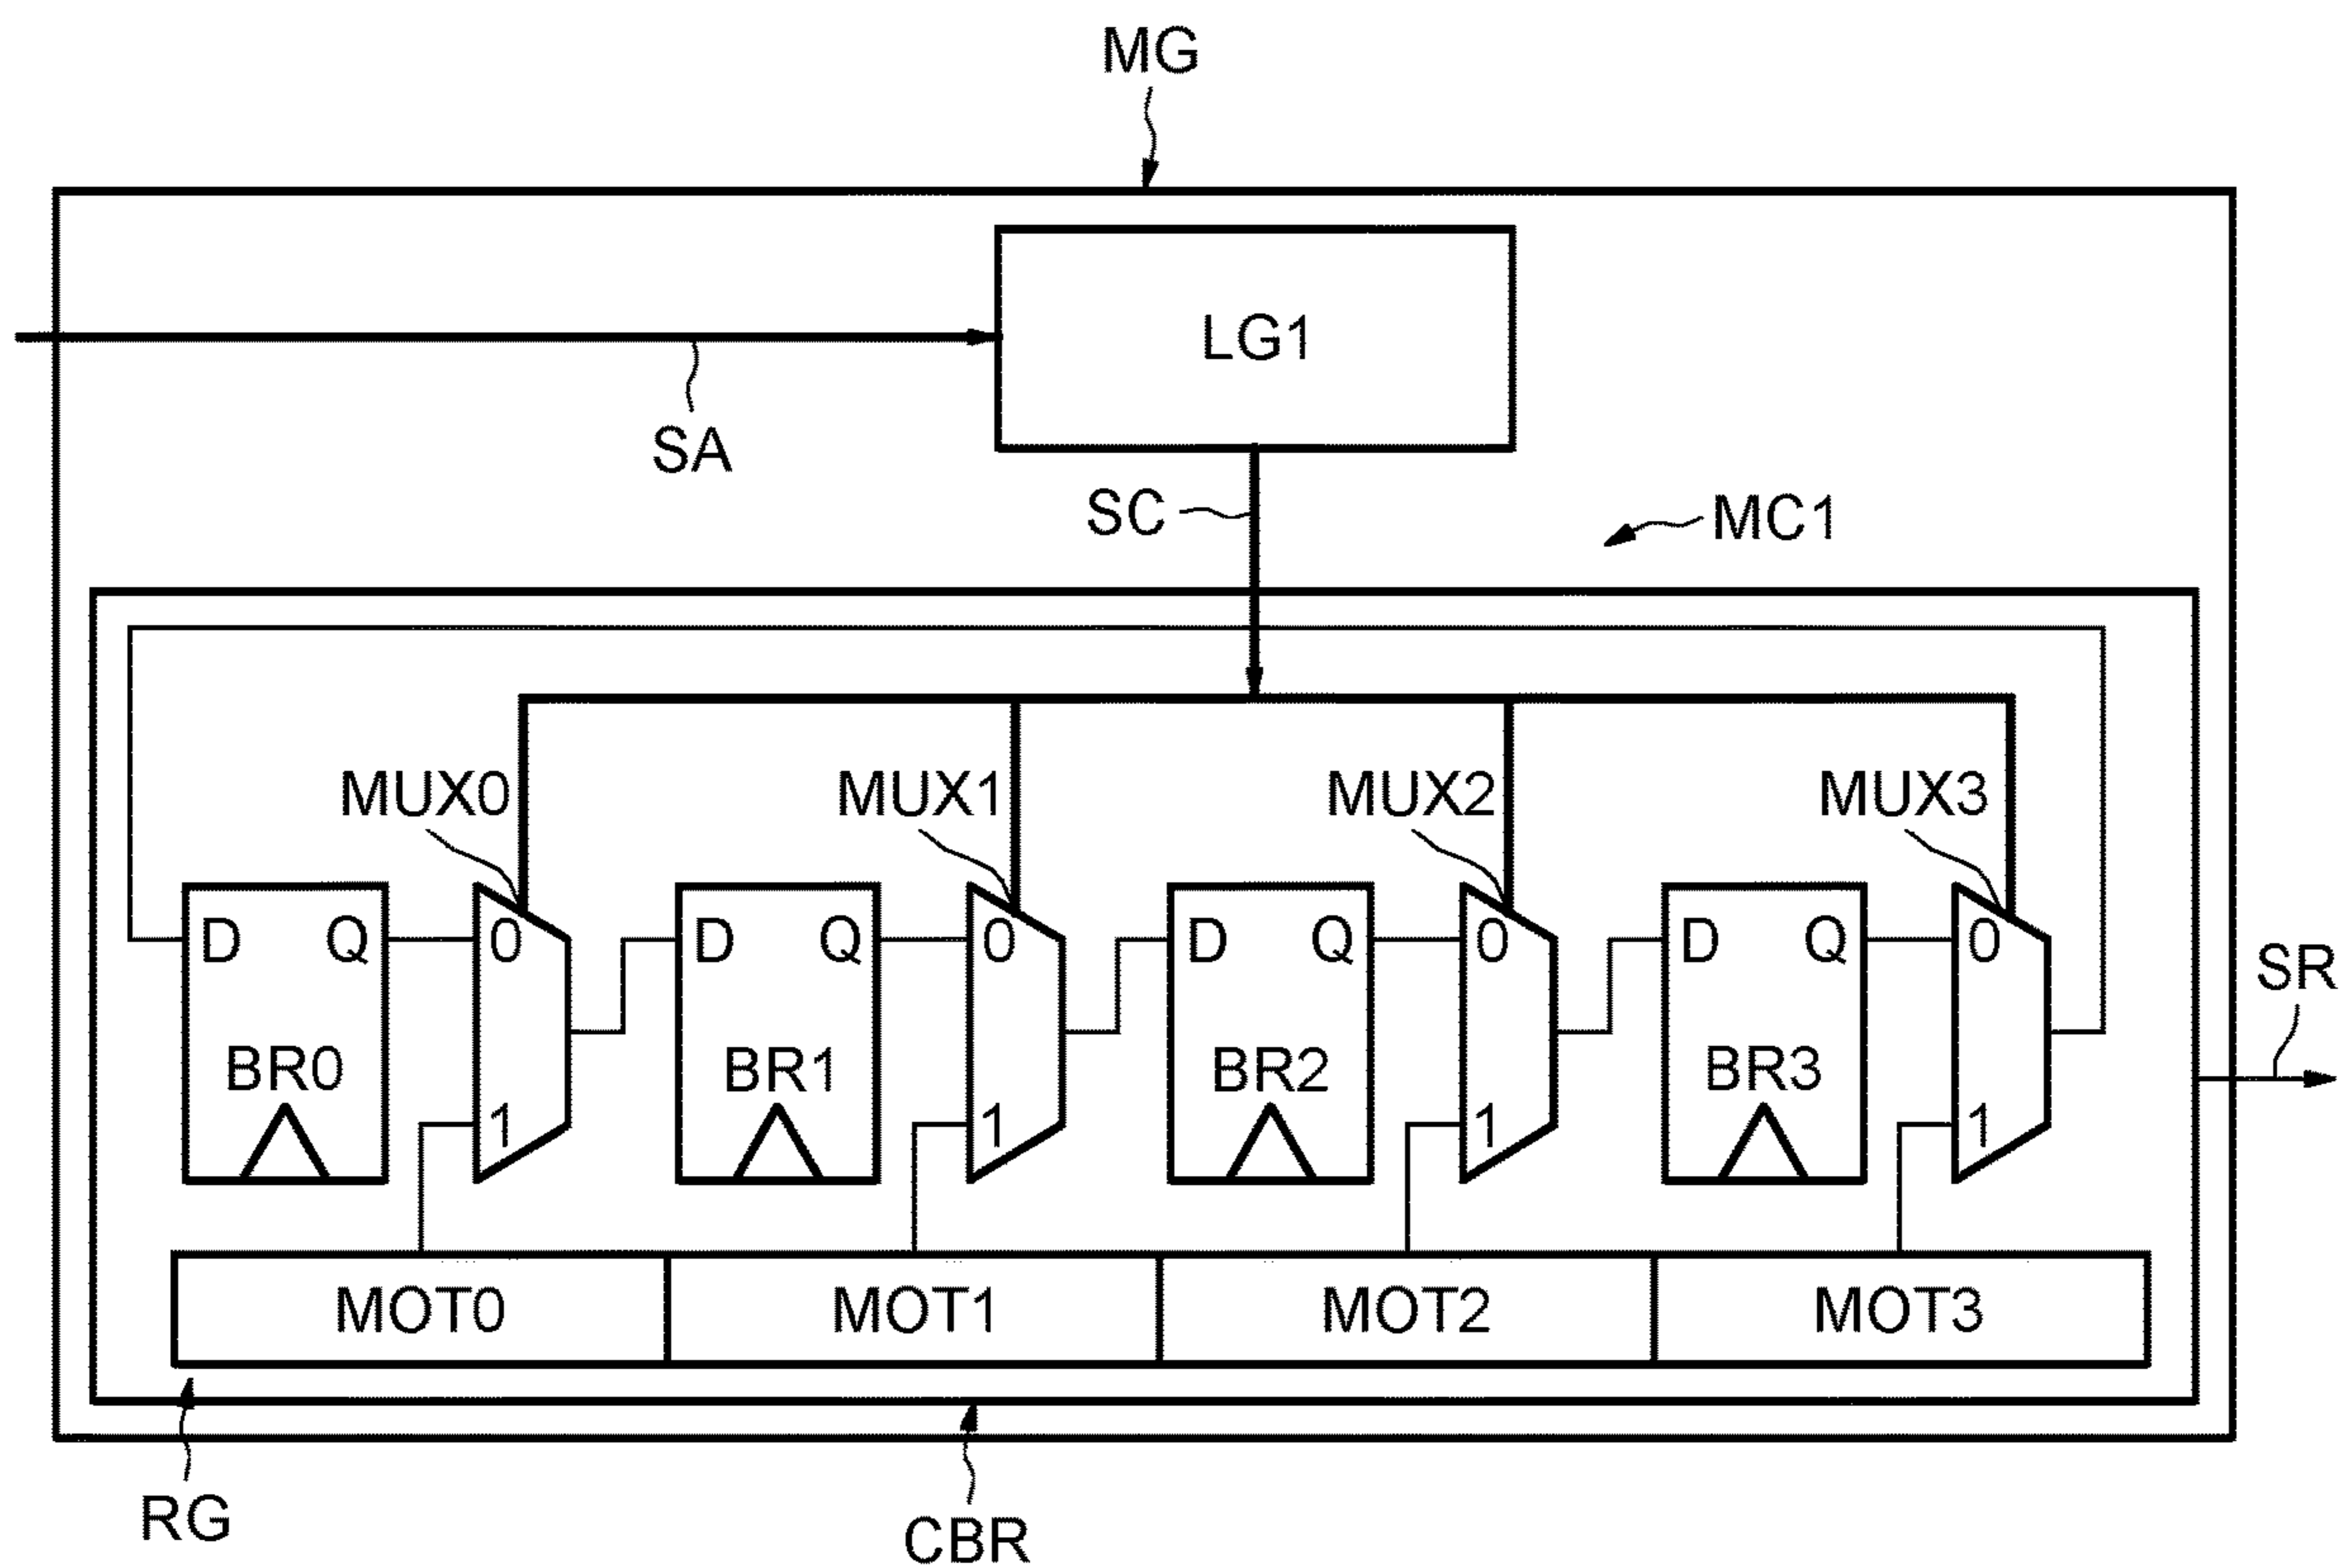 MG
LG1
SA
SC
MC1
MUX0 MUX1 MUX2 MUX3
D Q 0 D Q 0 D Q 0 D Q 0
SR
BR0 BR1 BR2 BR3
1 1 1 1
MOT0 MOT1 MOT2 MOT3
RG
CBR